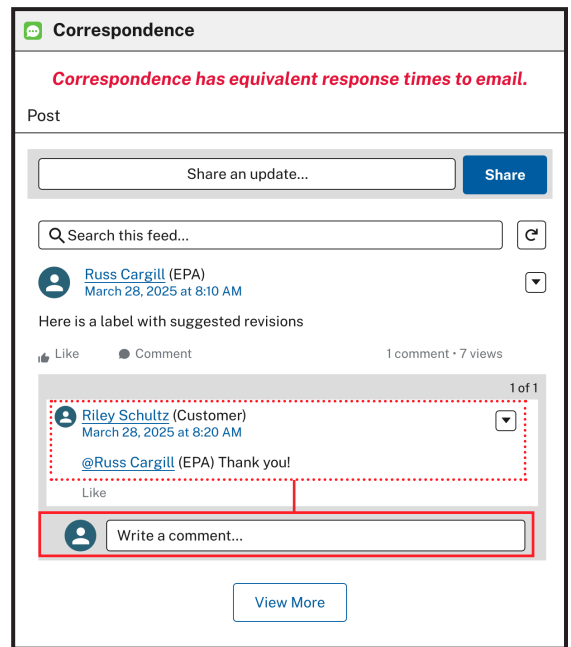 Correspondence
Correspondence has equivalent response times to email.
Post
Share an update...
Share
Search this feed...
Russ Cargill (EPA)
March 28, 2025 at 8:10 AM
Here is a label with suggested revisions
Like Comment 1 comment • 7 views
1 of 1
Riley Schultz (Customer)
March 28, 2025 at 8:20 AM
@Russ Cargill (EPA) Thank you!
Like
Write a comment...
View More